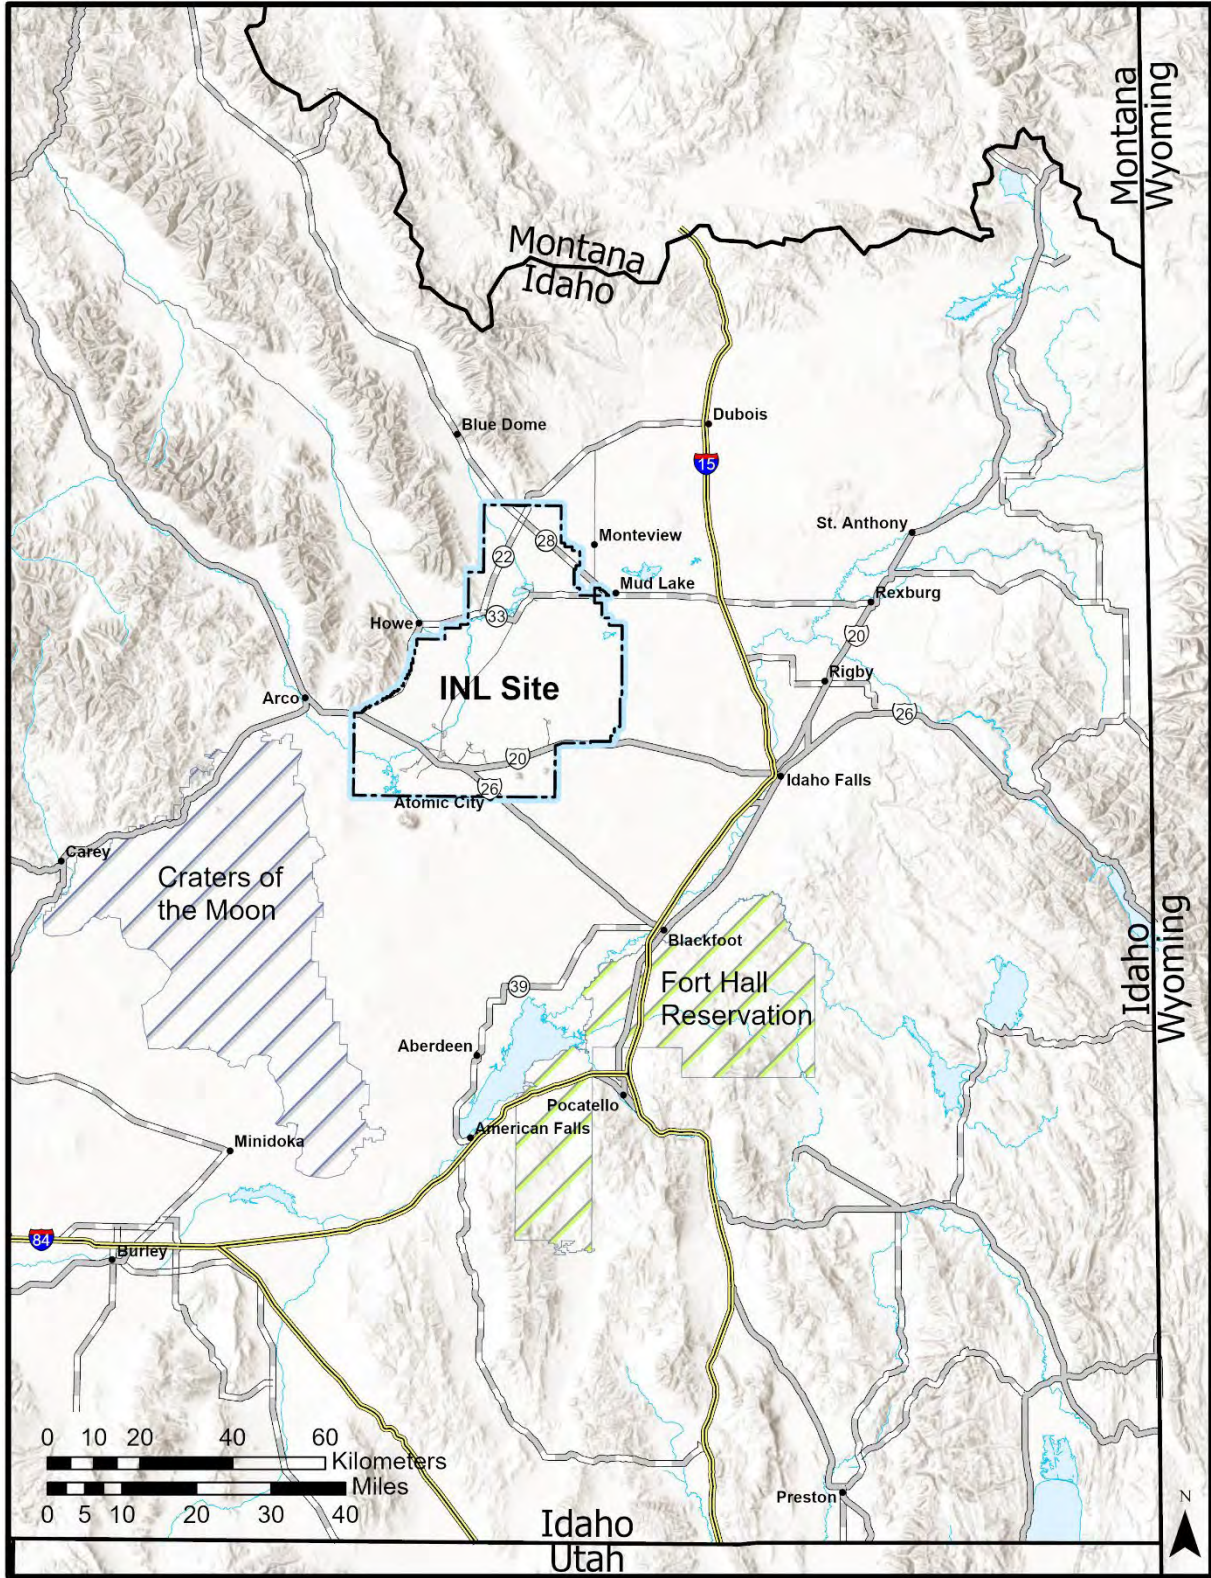 Montana
Wyoming
Montana
Idaho
Blue Dome
Dubois
15
St. Anthony
Monteview
28
22
Mud Lake
Rexburg
Howe
33
20
Rigby
INL Site
Arco
26
20
Idaho Falls
26
Atomic City
Carey
Craters of
the Moon
Idaho
Wyoming
Blackfoot
Fort Hall
Reservation
39
Aberdeen
Pocatello
American Falls
Minidoka
84
Burley
0 10 20 40 60
Kilometers
Miles
0 5 10 20 30 40
Preston
N
Idaho
Utah